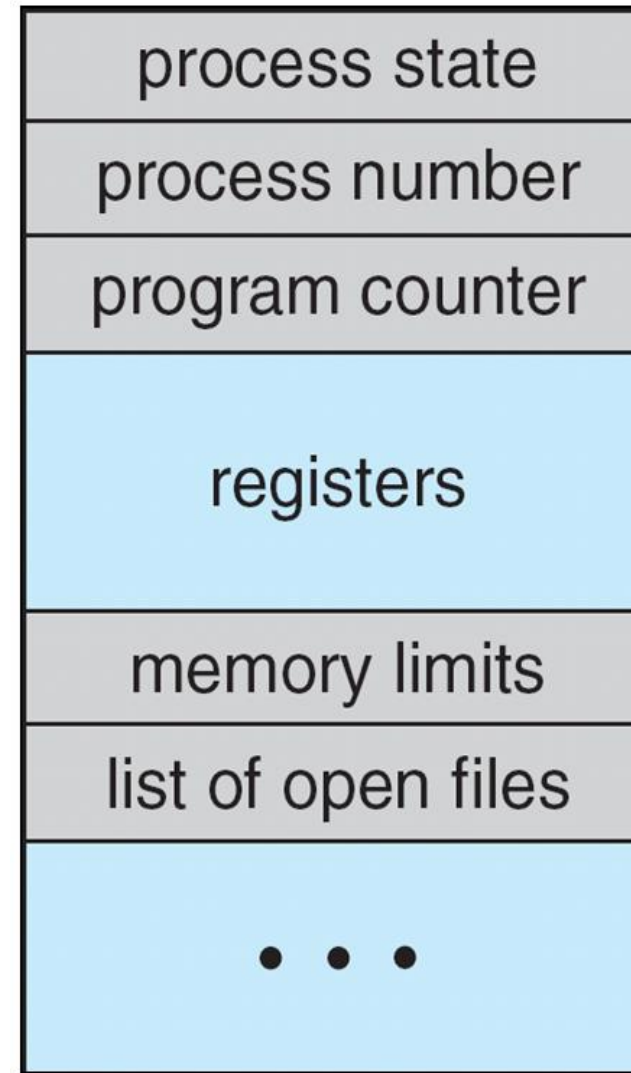 process state
process number
program counter
registers
memory limits
list of open files
• • •